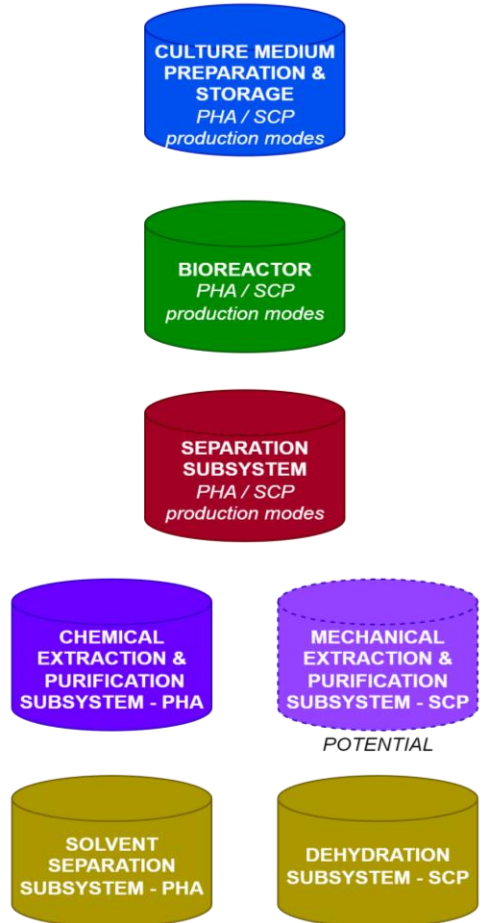 CULTURE MEDIUM
PREPARATION &
STORAGE
PHA / SCP
production modes
BIOREACTOR
PHA / SCP
production modes
SEPARATION
SUBSYSTEM
PHA / SCP
production modes
CHEMICAL
EXTRACTION &
PURIFICATION
SUBSYSTEM - PHA
MECHANICAL
EXTRACTION &
PURIFICATION
SUBSYSTEM - SCP
POTENTIAL
SOLVENT
SEPARATION
SUBSYSTEM - PHA
DEHYDRATION
SUBSYSTEM - SCP